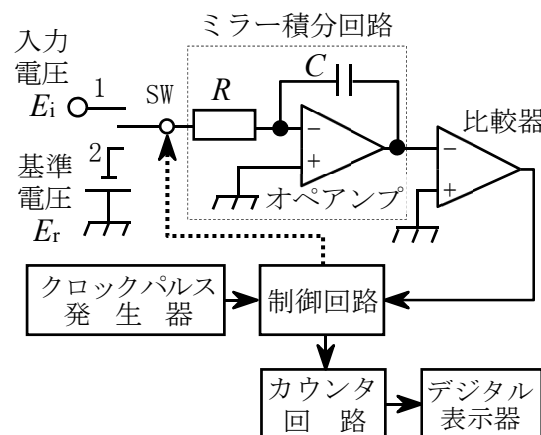 ミラー積分回路
入力
電圧
Ei
1
SW
R
C
−
+
オペアンプ
比較器
−
+
2
基準
電圧
Er
クロックパルス
発 生 器
制御回路
カウンタ
回 路
デジタル
表示器